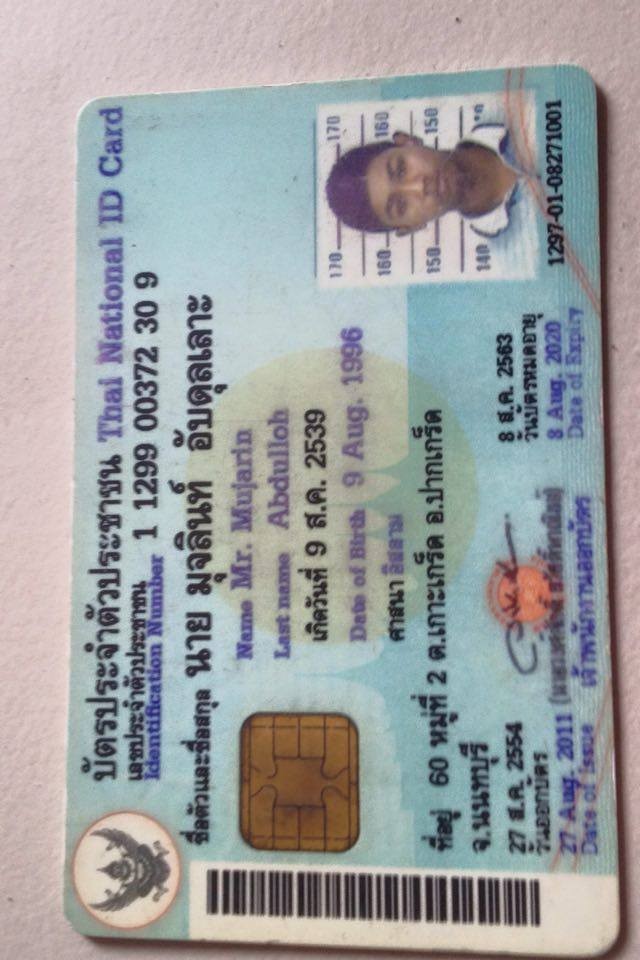 บัตรประจำตัวประชาชน Thai National ID Card
เลขประจำตัวประชาชน 1 1299 00372 30 9
Identification Number
ชื่อตัวและชื่อสกุล นาย มุจลินท์ อับดุลเลาะ
Name Mr. Mujarin
Last name Abdulloh
เกิดวันที่ 9 ส.ค. 2539
Date of Birth 9 Aug. 1996
ศาสนา อิสลาม
ที่อยู่ 60 หมู่ที่ 2 ต.เกาะเกร็ด อ.ปากเกร็ด
จ.นนทบุรี
27 ส.ค. 2554
วันออกบัตร
27 Aug. 2011
Date of Issue
เจ้าพนักงานออกบัตร
8 ส.ค. 2563
วันบัตรหมดอายุ
8 Aug. 2020
Date of Expiry
170 170
160 160
150 150
140
1297-01-08271001